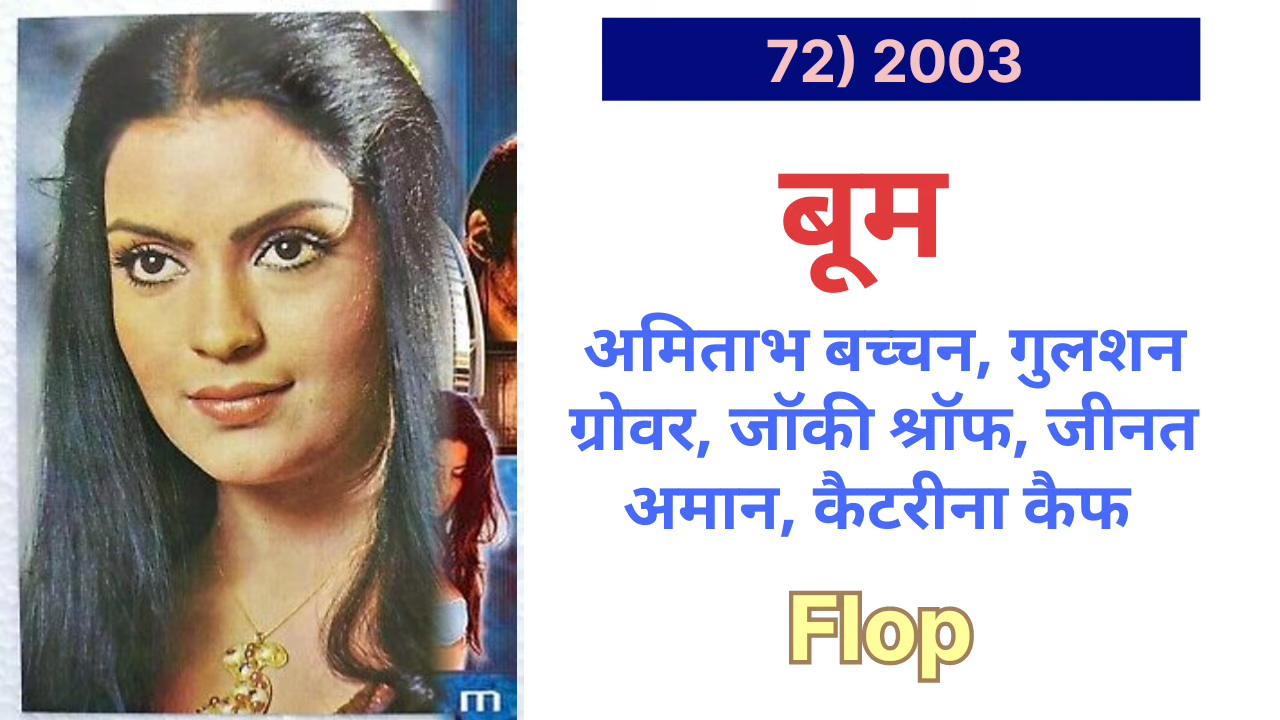 72) 2003
बूम
अमिताभ बच्चन, गुलशन
ग्रोवर, जॉकी श्रॉफ, जीनत
अमान, कैटरीना कैफ
Flop
m